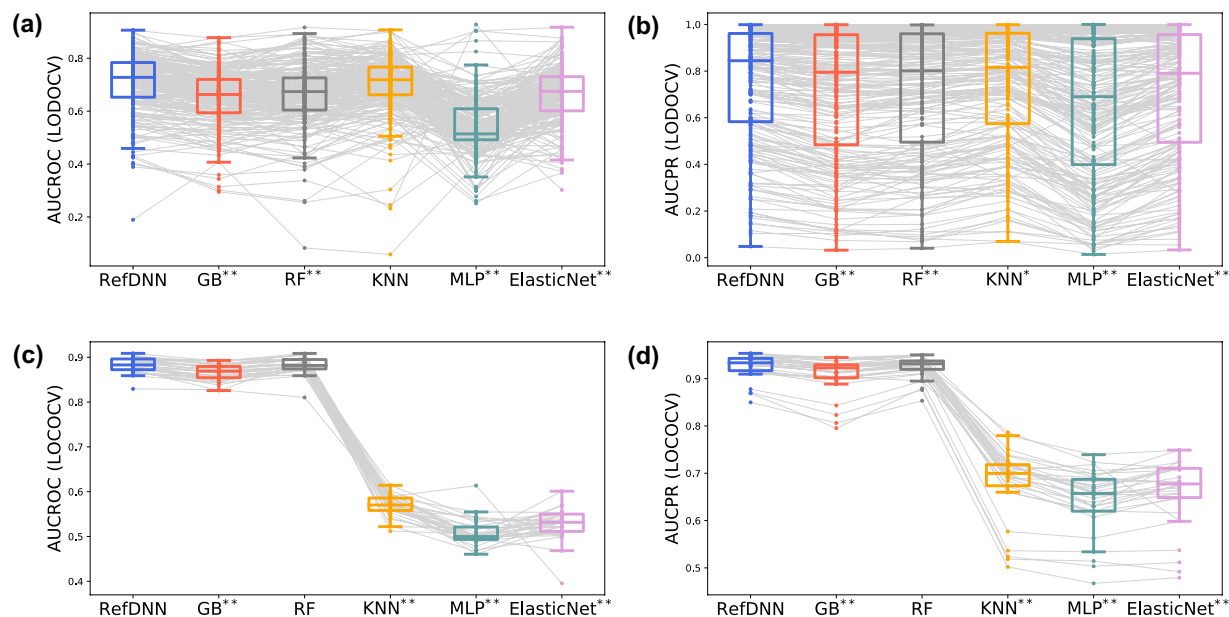 (a)
AUCROC (LODOCV)
0.8
0.6
0.4
0.2
RefDNN GB** RF** KNN MLP** ElasticNet**
(b)
AUCPR (LODOCV)
1.0
0.8
0.6
0.4
0.2
0.0
RefDNN GB** RF** KNN* MLP** ElasticNet**
(c)
AUCROC (LOCOCV)
0.9
0.8
0.7
0.6
0.5
0.4
RefDNN GB** RF KNN** MLP** ElasticNet**
(d)
AUCPR (LOCOCV)
0.9
0.8
0.7
0.6
0.5
RefDNN GB** RF KNN** MLP** ElasticNet**